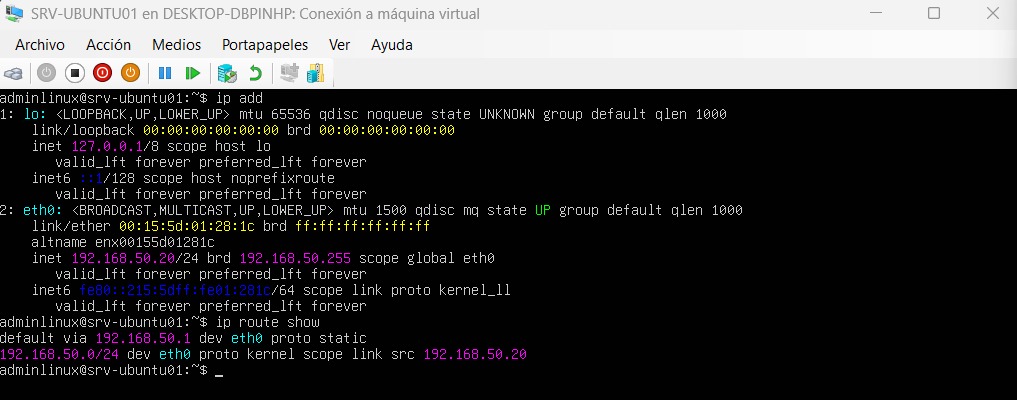 SRV-UBUNTU01 en DESKTOP-DBPINHP: Conexión a máquina virtual
Archivo Acción Medios Portapapeles Ver Ayuda
adminlinux@srv-ubuntu01:~$ ip add
1: lo: <LOOPBACK,UP,LOWER_UP> mtu 65536 qdisc noqueue state UNKNOWN group default qlen 1000
    link/loopback 00:00:00:00:00:00 brd 00:00:00:00:00:00
    inet 127.0.0.1/8 scope host lo
       valid_lft forever preferred_lft forever
    inet6 ::1/128 scope host noprefixroute
       valid_lft forever preferred_lft forever
2: eth0: <BROADCAST,MULTICAST,UP,LOWER_UP> mtu 1500 qdisc mq state UP group default qlen 1000
    link/ether 00:15:5d:01:28:1c brd ff:ff:ff:ff:ff:ff
    altname enx00155d01281c
    inet 192.168.50.20/24 brd 192.168.50.255 scope global eth0
       valid_lft forever preferred_lft forever
    inet6 fe80::215:5dff:fe01:281c/64 scope link proto kernel_ll
       valid_lft forever preferred_lft forever
adminlinux@srv-ubuntu01:~$ ip route show
default via 192.168.50.1 dev eth0 proto static
192.168.50.0/24 dev eth0 proto kernel scope link src 192.168.50.20
adminlinux@srv-ubuntu01:~$ _